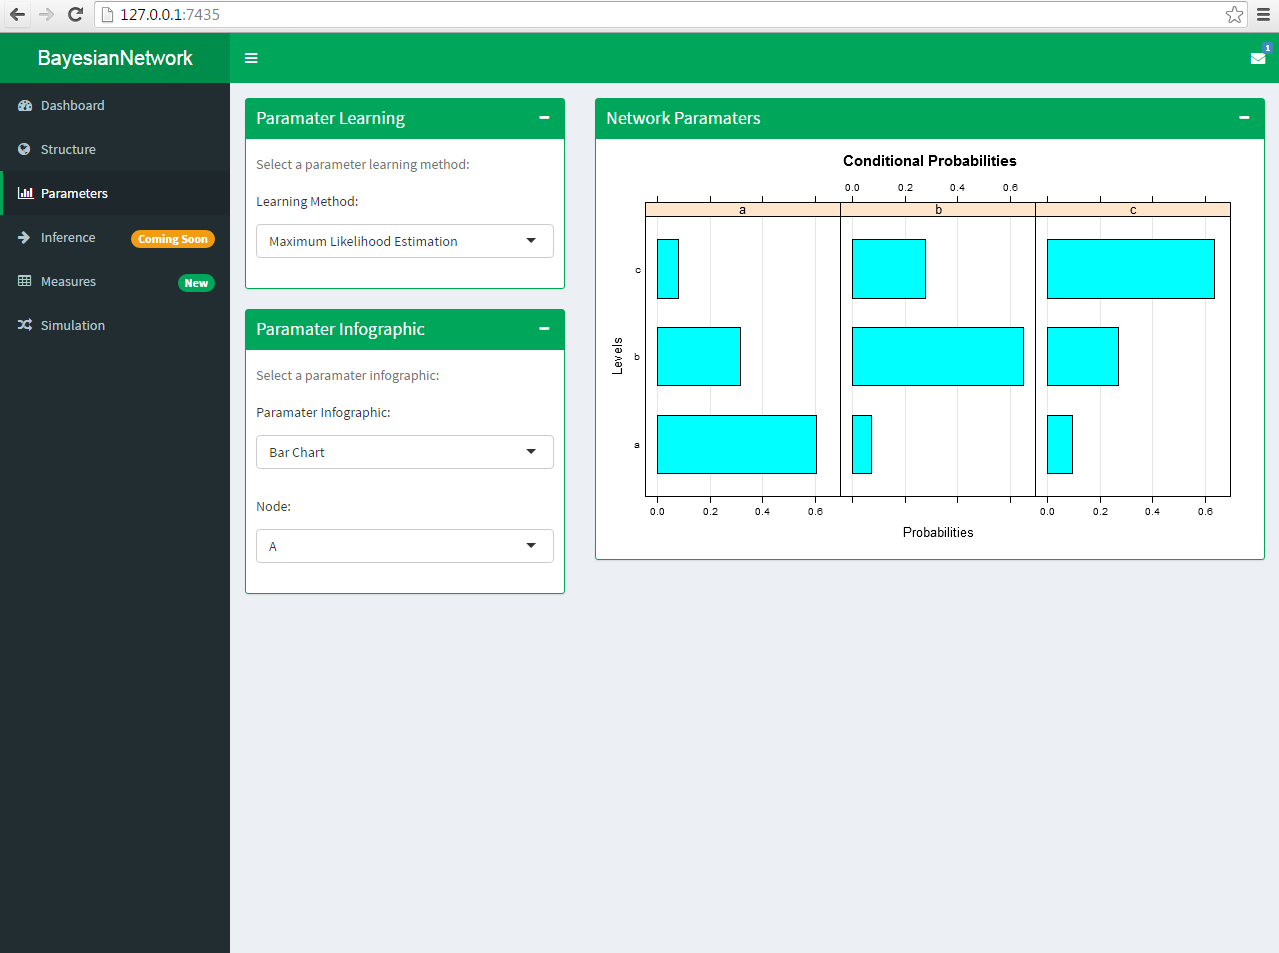 127.0.0.1:7435
BayesianNetwork
1
Dashboard
Structure
Parameters
Inference Coming Soon
Measures New
Simulation
Paramater Learning
Select a parameter learning method:
Learning Method:
Maximum Likelihood Estimation
Paramater Infographic
Select a paramater infographic:
Paramater Infographic:
Bar Chart
Node:
A
Network Paramaters
Conditional Probabilities
0.0 0.2 0.4 0.6
a b c
c
b
a
Levels
0.0 0.2 0.4 0.6 0.0 0.2 0.4 0.6
Probabilities